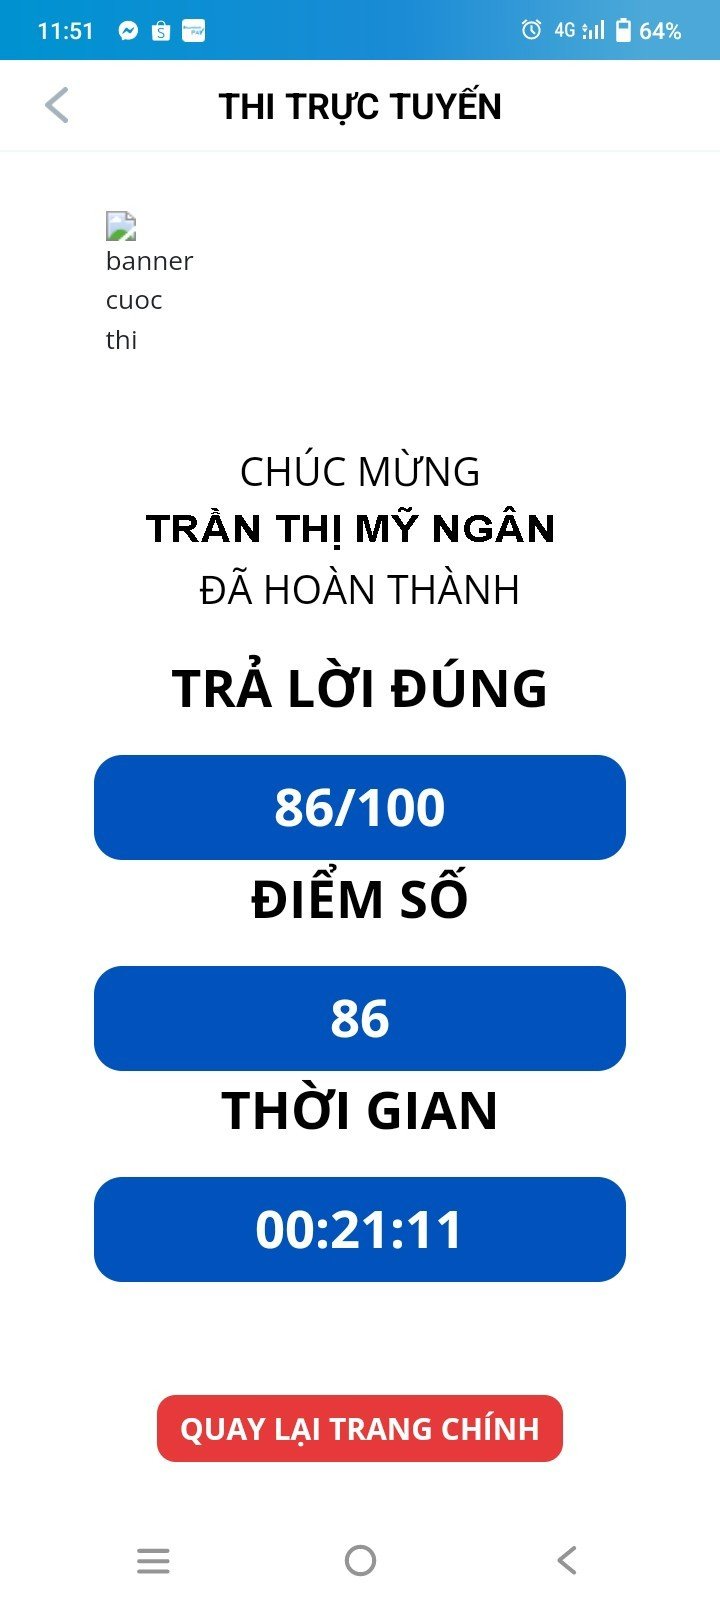 11:51 4G 64%
THI TRỰC TUYẾN
banner
cuoc
thi
CHÚC MỪNG
TRẦN THỊ MỸ NGÂN
ĐÃ HOÀN THÀNH
TRẢ LỜI ĐÚNG
86/100
ĐIỂM SỐ
86
THỜI GIAN
00:21:11
QUAY LẠI TRANG CHÍNH